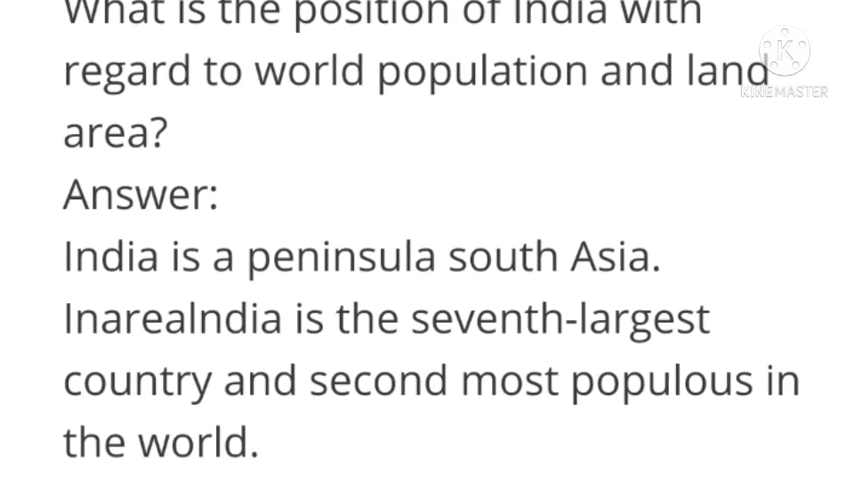 What is the position of India with
regard to world population and land
area?
Answer:
India is a peninsula south Asia.
Inarealndia is the seventh-largest
country and second most populous in
the world.
KINEMASTER